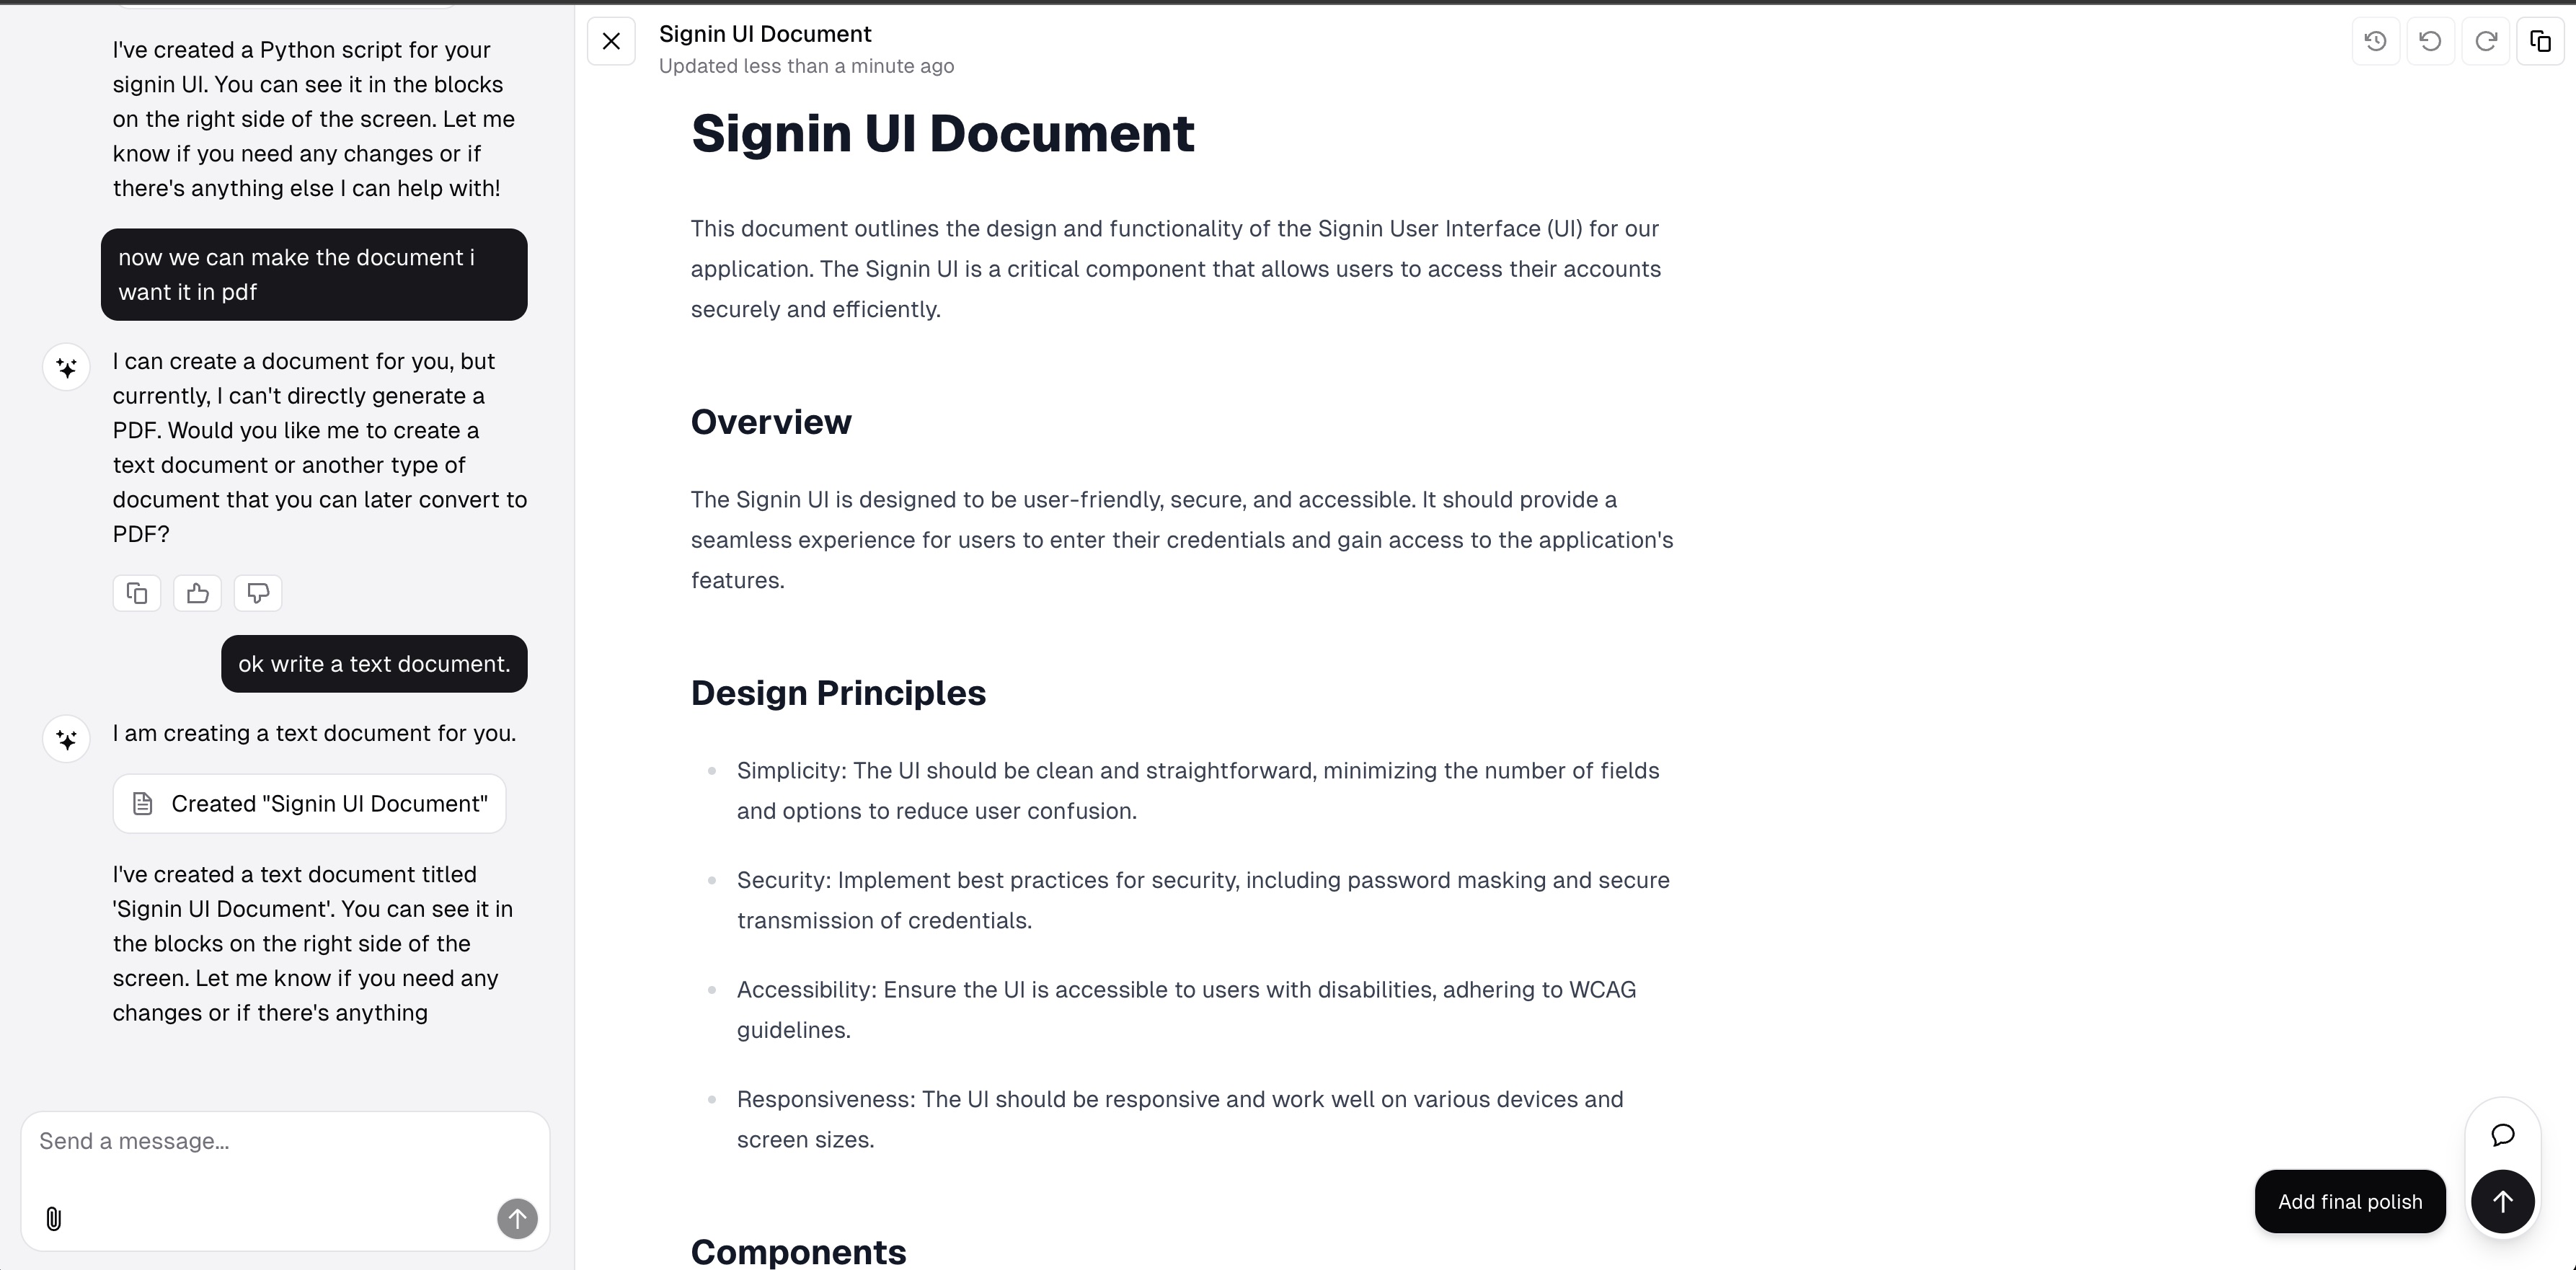 I've created a Python script for your
signin UI. You can see it in the blocks
on the right side of the screen. Let me
know if you need any changes or if
there's anything else I can help with!
now we can make the document i
want it in pdf
I can create a document for you, but
currently, I can't directly generate a
PDF. Would you like me to create a
text document or another type of
document that you can later convert to
PDF?
ok write a text document.
I am creating a text document for you.
Created "Signin UI Document"
I've created a text document titled
'Signin UI Document'. You can see it in
the blocks on the right side of the
screen. Let me know if you need any
changes or if there's anything
Send a message...
Signin UI Document
Updated less than a minute ago
Signin UI Document
This document outlines the design and functionality of the Signin User Interface (UI) for our
application. The Signin UI is a critical component that allows users to access their accounts
securely and efficiently.
Overview
The Signin UI is designed to be user-friendly, secure, and accessible. It should provide a
seamless experience for users to enter their credentials and gain access to the application's
features.
Design Principles
Simplicity: The UI should be clean and straightforward, minimizing the number of fields
and options to reduce user confusion.
Security: Implement best practices for security, including password masking and secure
transmission of credentials.
Accessibility: Ensure the UI is accessible to users with disabilities, adhering to WCAG
guidelines.
Responsiveness: The UI should be responsive and work well on various devices and
screen sizes.
Components
Add final polish